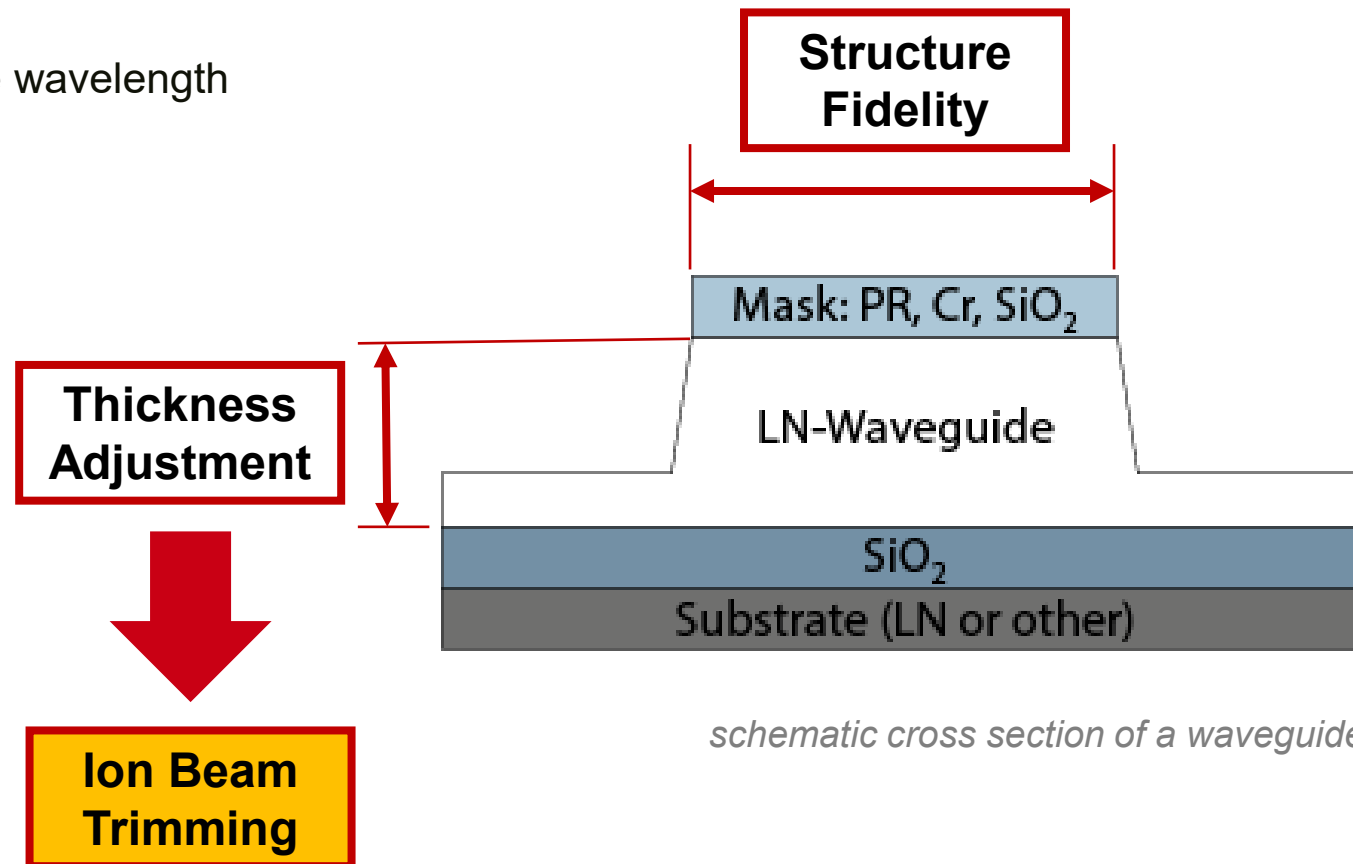 wavelength
Structure
Fidelity
Mask: PR, Cr, SiO₂
Thickness
Adjustment
LN-Waveguide
SiO₂
Substrate (LN or other)
schematic cross section of a waveguide
Ion Beam
Trimming